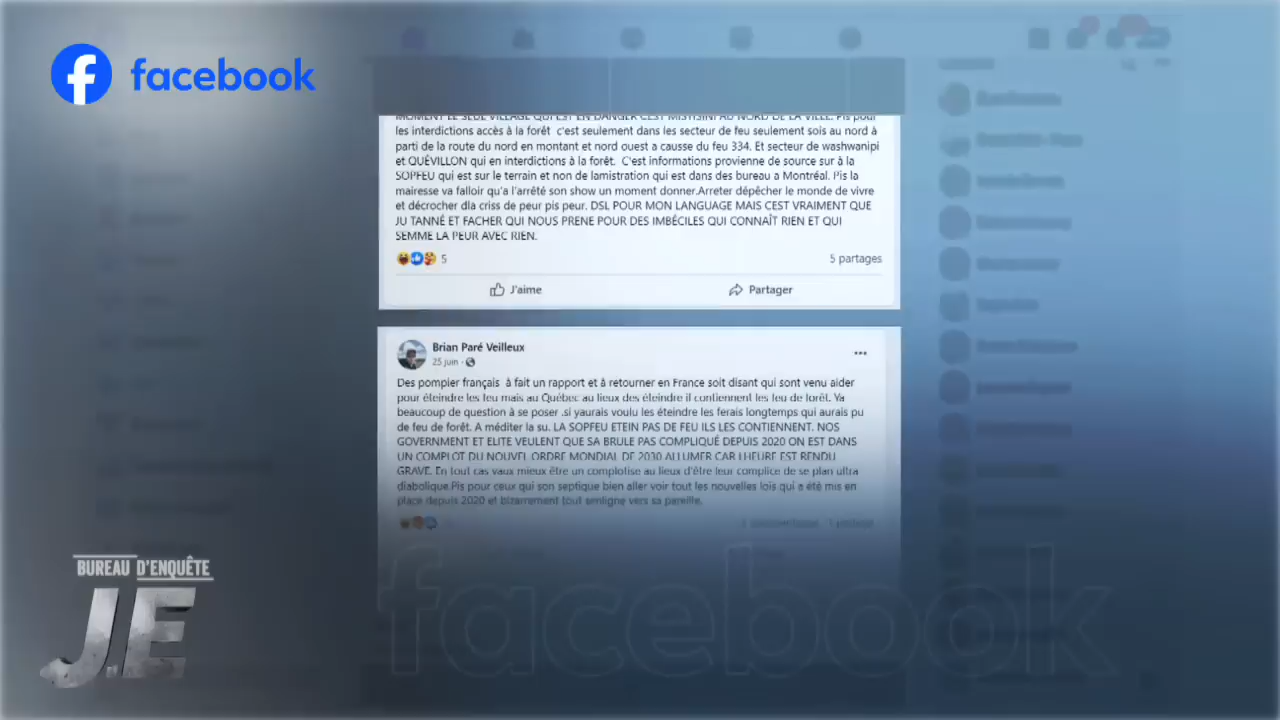 facebook
MOMENT LE SEUL VILLAGE QUI EST EN DANGER CEST MISTISINI AU NORD DE LA VILLE. Pis pour
les interdictions accès à la forêt c'est seulement dans les secteur de feu seulement sois au nord à
parti de la route du nord en montant et nord ouest a causse du feu 334. Et secteur de washwanipi
et QUÉVILLON qui en interdictions à la forêt. C'est informations provienne de source sur à la
SOPFEU qui est sur le terrain et non de lamistration qui est dans des bureau a Montréal. Pis la
mairesse va falloir qu'a l'arrêté son show un moment donner.Arreter dépêcher le monde de vivre
et décrocher dla criss de peur pis peur. DSL POUR MON LANGUAGE MAIS CEST VRAIMENT QUE
JU TANNÉ ET FACHER QUI NOUS PRENE POUR DES IMBÉCILES QUI CONNAÎT RIEN ET QUI
SEMME LA PEUR AVEC RIEN.
5
5 partages
J'aime
Partager
Brian Paré Veilleux
25 juin
Des pompier français à fait un rapport et à retourner en France soit disant qui sont venu aider
pour éteindre les feu mais au Québec au lieux des éteindre il contiennent les feu de forêt. Ya
beaucoup de question à se poser .si yaurais voulu les éteindre les ferais longtemps qui aurais pu
de feu de forêt. A méditer la su. LA SOPFEU ETEIN PAS DE FEU ILS LES CONTIENNENT. NOS
GOVERNMENT ET ELITE VEULENT QUE SA BRULE PAS COMPLIQUÉ DEPUIS 2020 ON EST DANS
UN COMPLOT DU NOUVEL ORDRE MONDIAL DE 2030 ALLUMER CAR LHEURE EST RENDU
GRAVE. En tout cas vaux mieux être un complotise au lieux d'être leur complice de se plan ultra
diabolique.Pis pour ceux qui son septique bien aller voir tout les nouvelles lois qui a été mis en
place depuis 2020 et bizarrement tout senligne vers sa pareille.
BUREAU D'ENQUÊTE
J.E
facebook